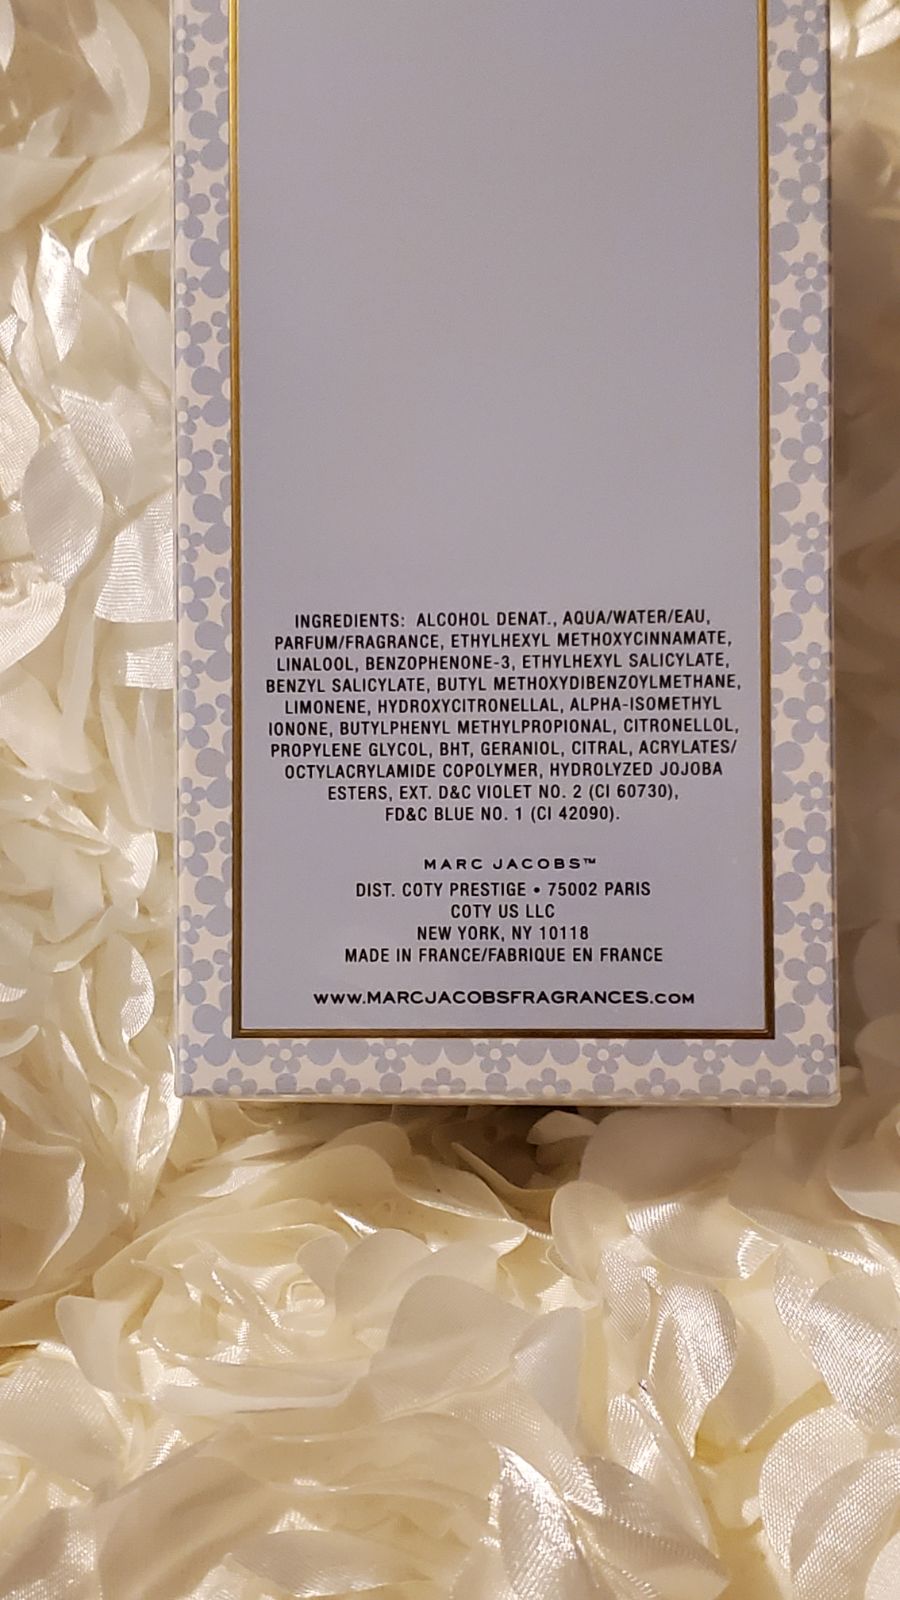 INGREDIENTS: ALCOHOL DENAT., AQUA/WATER/EAU,
PARFUM/FRAGRANCE, ETHYLHEXYL METHOXYCINNAMATE,
LINALOOL, BENZOPHENONE-3, ETHYLHEXYL SALICYLATE,
BENZYL SALICYLATE, BUTYL METHOXYDIBENZOYLMETHANE,
LIMONENE, HYDROXYCITRONELLAL, ALPHA-ISOMETHYL
IONONE, BUTYLPHENYL METHYLPROPIONAL, CITRONELLOL,
PROPYLENE GLYCOL, BHT, GERANIOL, CITRAL, ACRYLATES/
OCTYLACRYLAMIDE COPOLYMER, HYDROLYZED JOJOBA
ESTERS, EXT. D&C VIOLET NO. 2 (CI 60730),
FD&C BLUE NO. 1 (CI 42090).
MARC JACOBS™
DIST. COTY PRESTIGE • 75002 PARIS
COTY US LLC
NEW YORK, NY 10118
MADE IN FRANCE/FABRIQUE EN FRANCE
WWW.MARCJACOBSFRAGRANCES.COM